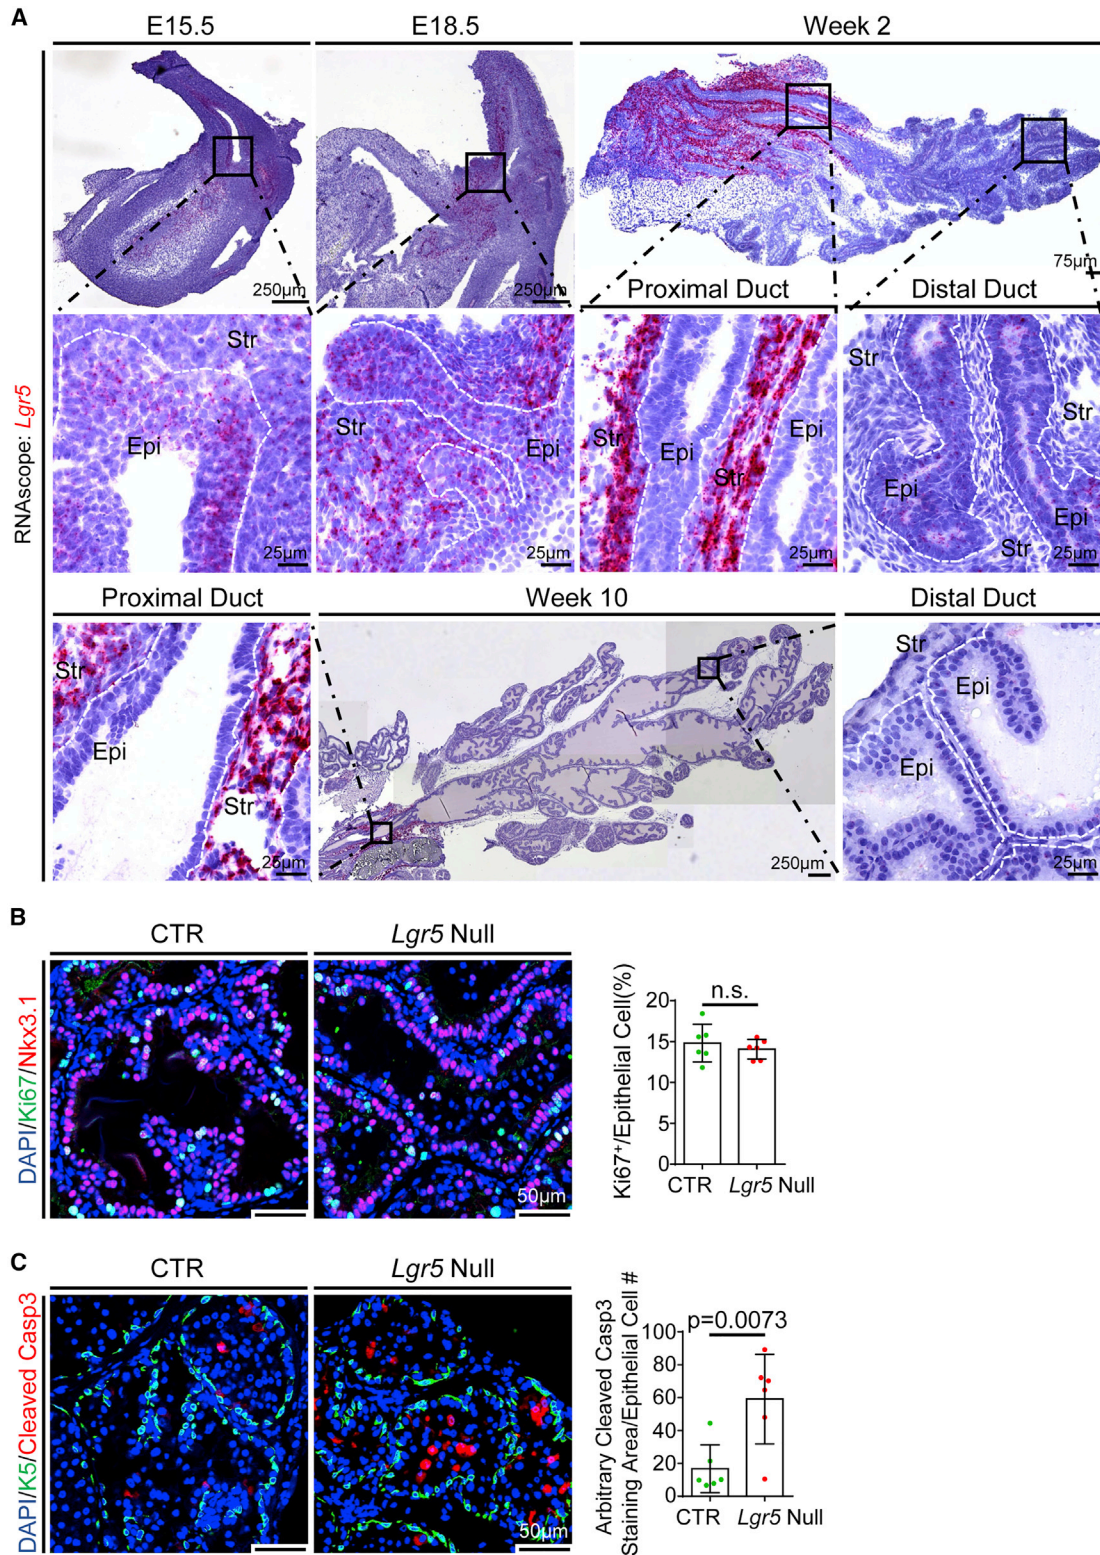 A
E15.5
E18.5
Week 2
RNAscope: Lgr5
250µm
250µm
75µm
Proximal Duct
Distal Duct
Str
Epi
25µm
Str
Epi
25µm
Str
Epi
Str
Epi
25µm
Str
Epi
Str
Epi
Str
25µm
Proximal Duct
Week 10
Distal Duct
Str
Epi
Str
25µm
250µm
Str
Epi
Epi
25µm
B
CTR
Lgr5 Null
DAPI/Ki67/Nkx3.1
50µm
Ki67+/Epithelial Cell(%)
n.s.
20
15
10
5
0
CTR
Lgr5 Null
C
CTR
Lgr5 Null
DAPI/K5/Cleaved Casp3
50µm
Arbitrary Cleaved Casp3
Staining Area/Epithelial Cell #
p=0.0073
100
80
60
40
20
0
CTR
Lgr5 Null